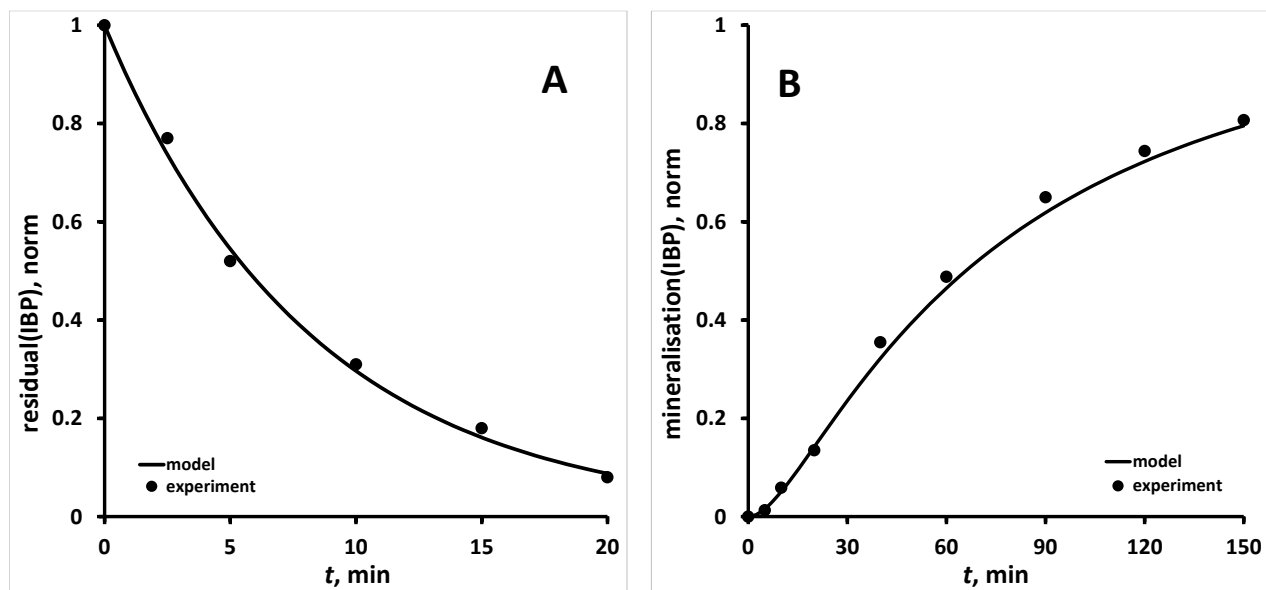 A
1
0.8
0.6
0.4
0.2
0
residual(IBP), norm
model
experiment
0 5 10 15 20
t, min
B
1
0.8
0.6
0.4
0.2
0
mineralisation(IBP), norm
model
experiment
0 30 60 90 120 150
t, min